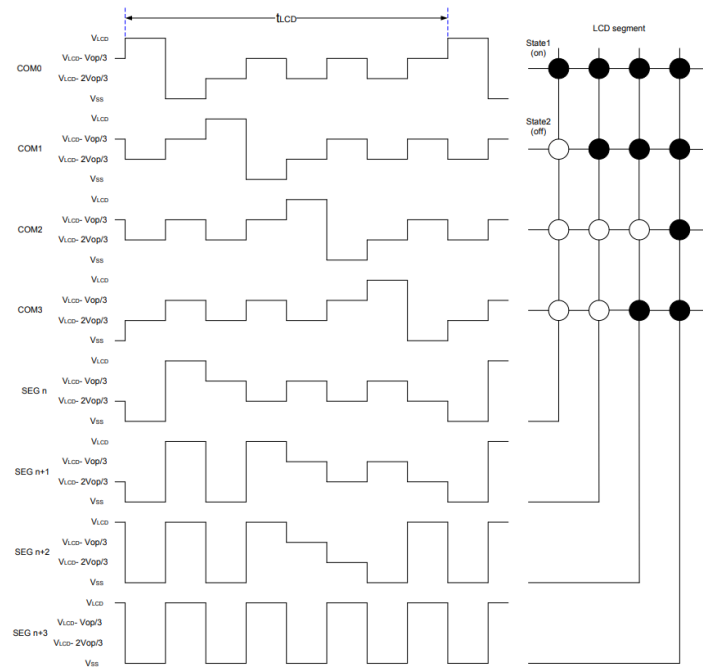 tLCD
LCD segment
State1
(on)
COM0
VLCD
VLCD- Vop/3
VLCD- 2Vop/3
Vss
State2
(off)
COM1
VLCD
VLCD- Vop/3
VLCD- 2Vop/3
Vss
COM2
VLCD
VLCD- Vop/3
VLCD- 2Vop/3
Vss
COM3
VLCD
VLCD- Vop/3
VLCD- 2Vop/3
Vss
SEG n
VLCD
VLCD- Vop/3
VLCD- 2Vop/3
Vss
SEG n+1
VLCD
VLCD- Vop/3
VLCD- 2Vop/3
Vss
SEG n+2
VLCD
VLCD- Vop/3
VLCD- 2Vop/3
Vss
SEG n+3
VLCD
VLCD- Vop/3
VLCD- 2Vop/3
Vss